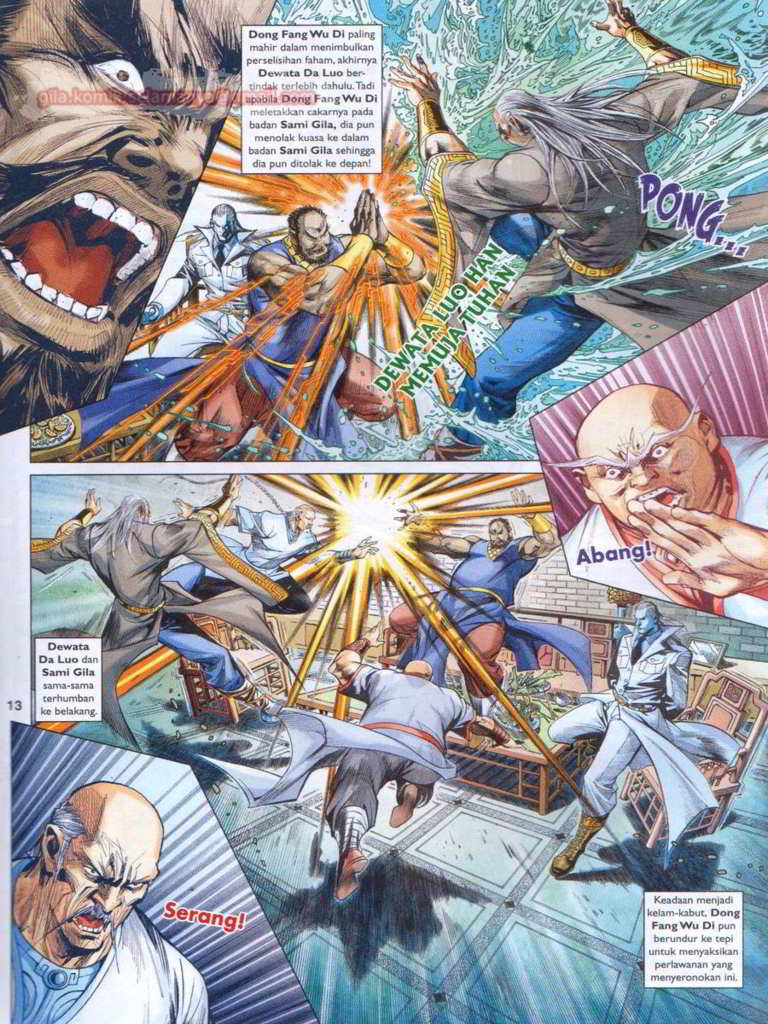 Dong Fang Wu Di paling
mahir dalam menimbulkan
perselisihan faham, akhirnya
Dewata Da Luo ber-
tindak terlebih dahulu. Tadi
apabila Dong Fang Wu Di
meletakkan cakarnya pada
badan Sami Gila, dia pun
menolak kuasa ke dalam
badan Sami Gila sehingga
dia pun ditolak ke depan!
PONG...
DEWATA LUO HAN
MEMUJA TUHAN
Abang!
Dewata
Da Luo dan
Sami Gila
sama-sama
terhumban
ke belakang.
13
Serang!
Keadaan menjadi
kelam-kabut, Dong
Fang Wu Di pun
berundur ke tepi
untuk menyaksikan
perlawanan yang
menyeronokan ini.